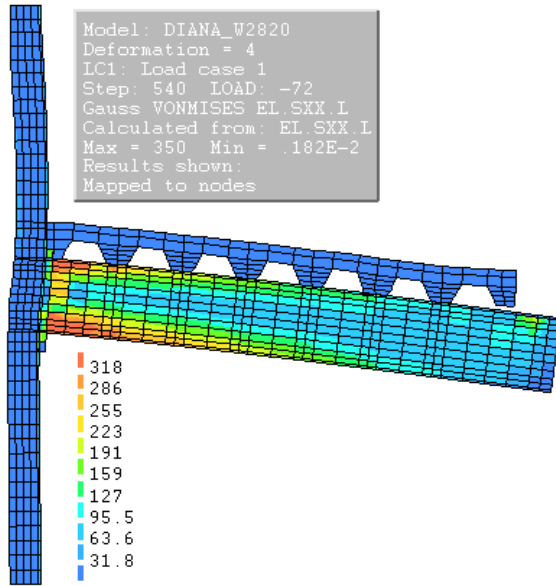 Model: DIANA_W2820
Deformation = 4
LC1: Load case 1
Step: 540 LOAD: -72
Gauss VONMISES EL.SXX.L
Calculated from: EL.SXX.L
Max = 350 Min = .182E-2
Results shown:
Mapped to nodes
318
286
255
223
191
159
127
95.5
63.6
31.8